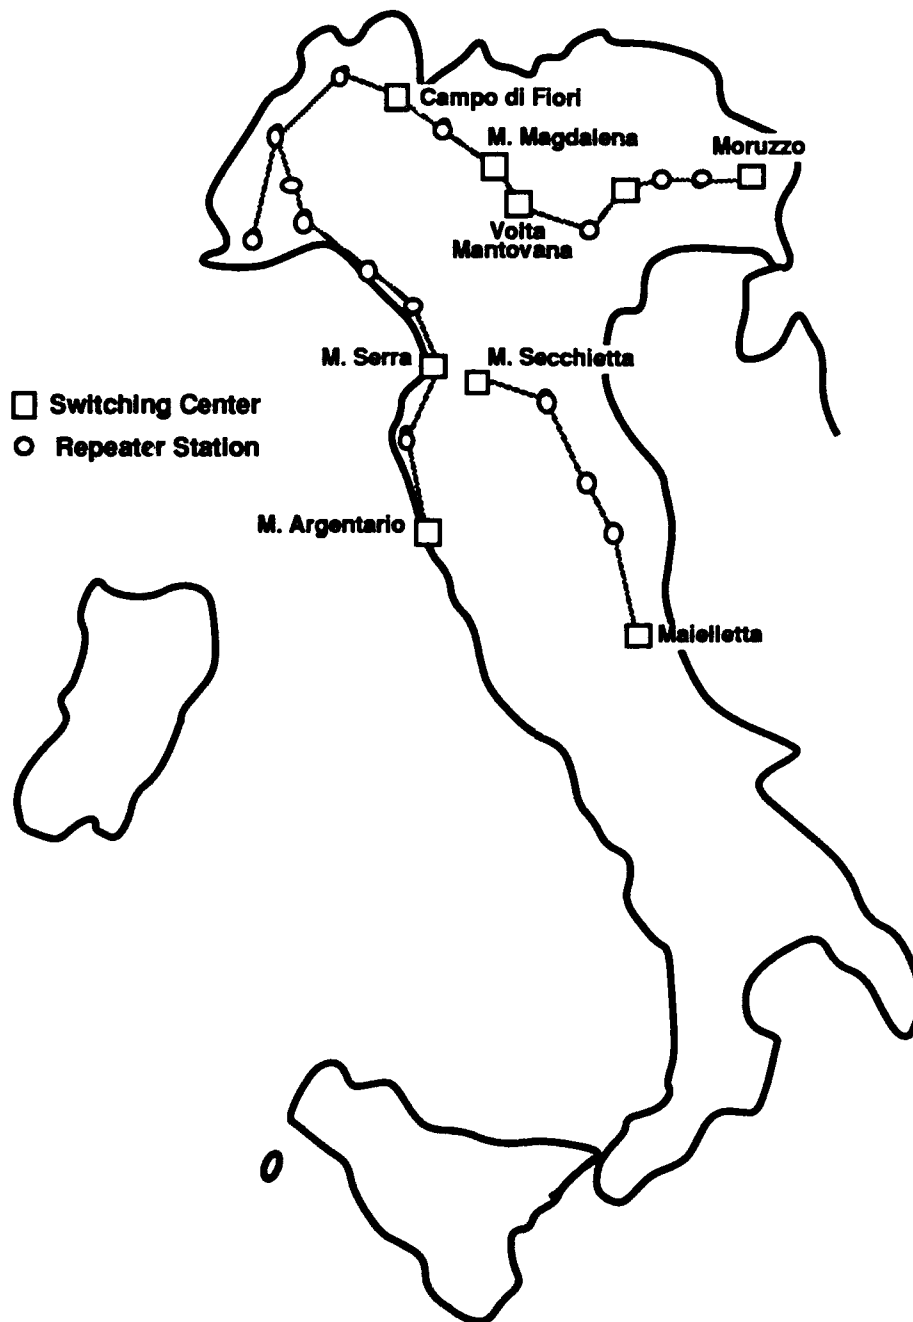 Campo di Fiori
M. Magdalena
Moruzzo
Volta
Mantovana
M. Serra
M. Secchietta
Switching Center
Repeater Station
M. Argentario
Maielletta